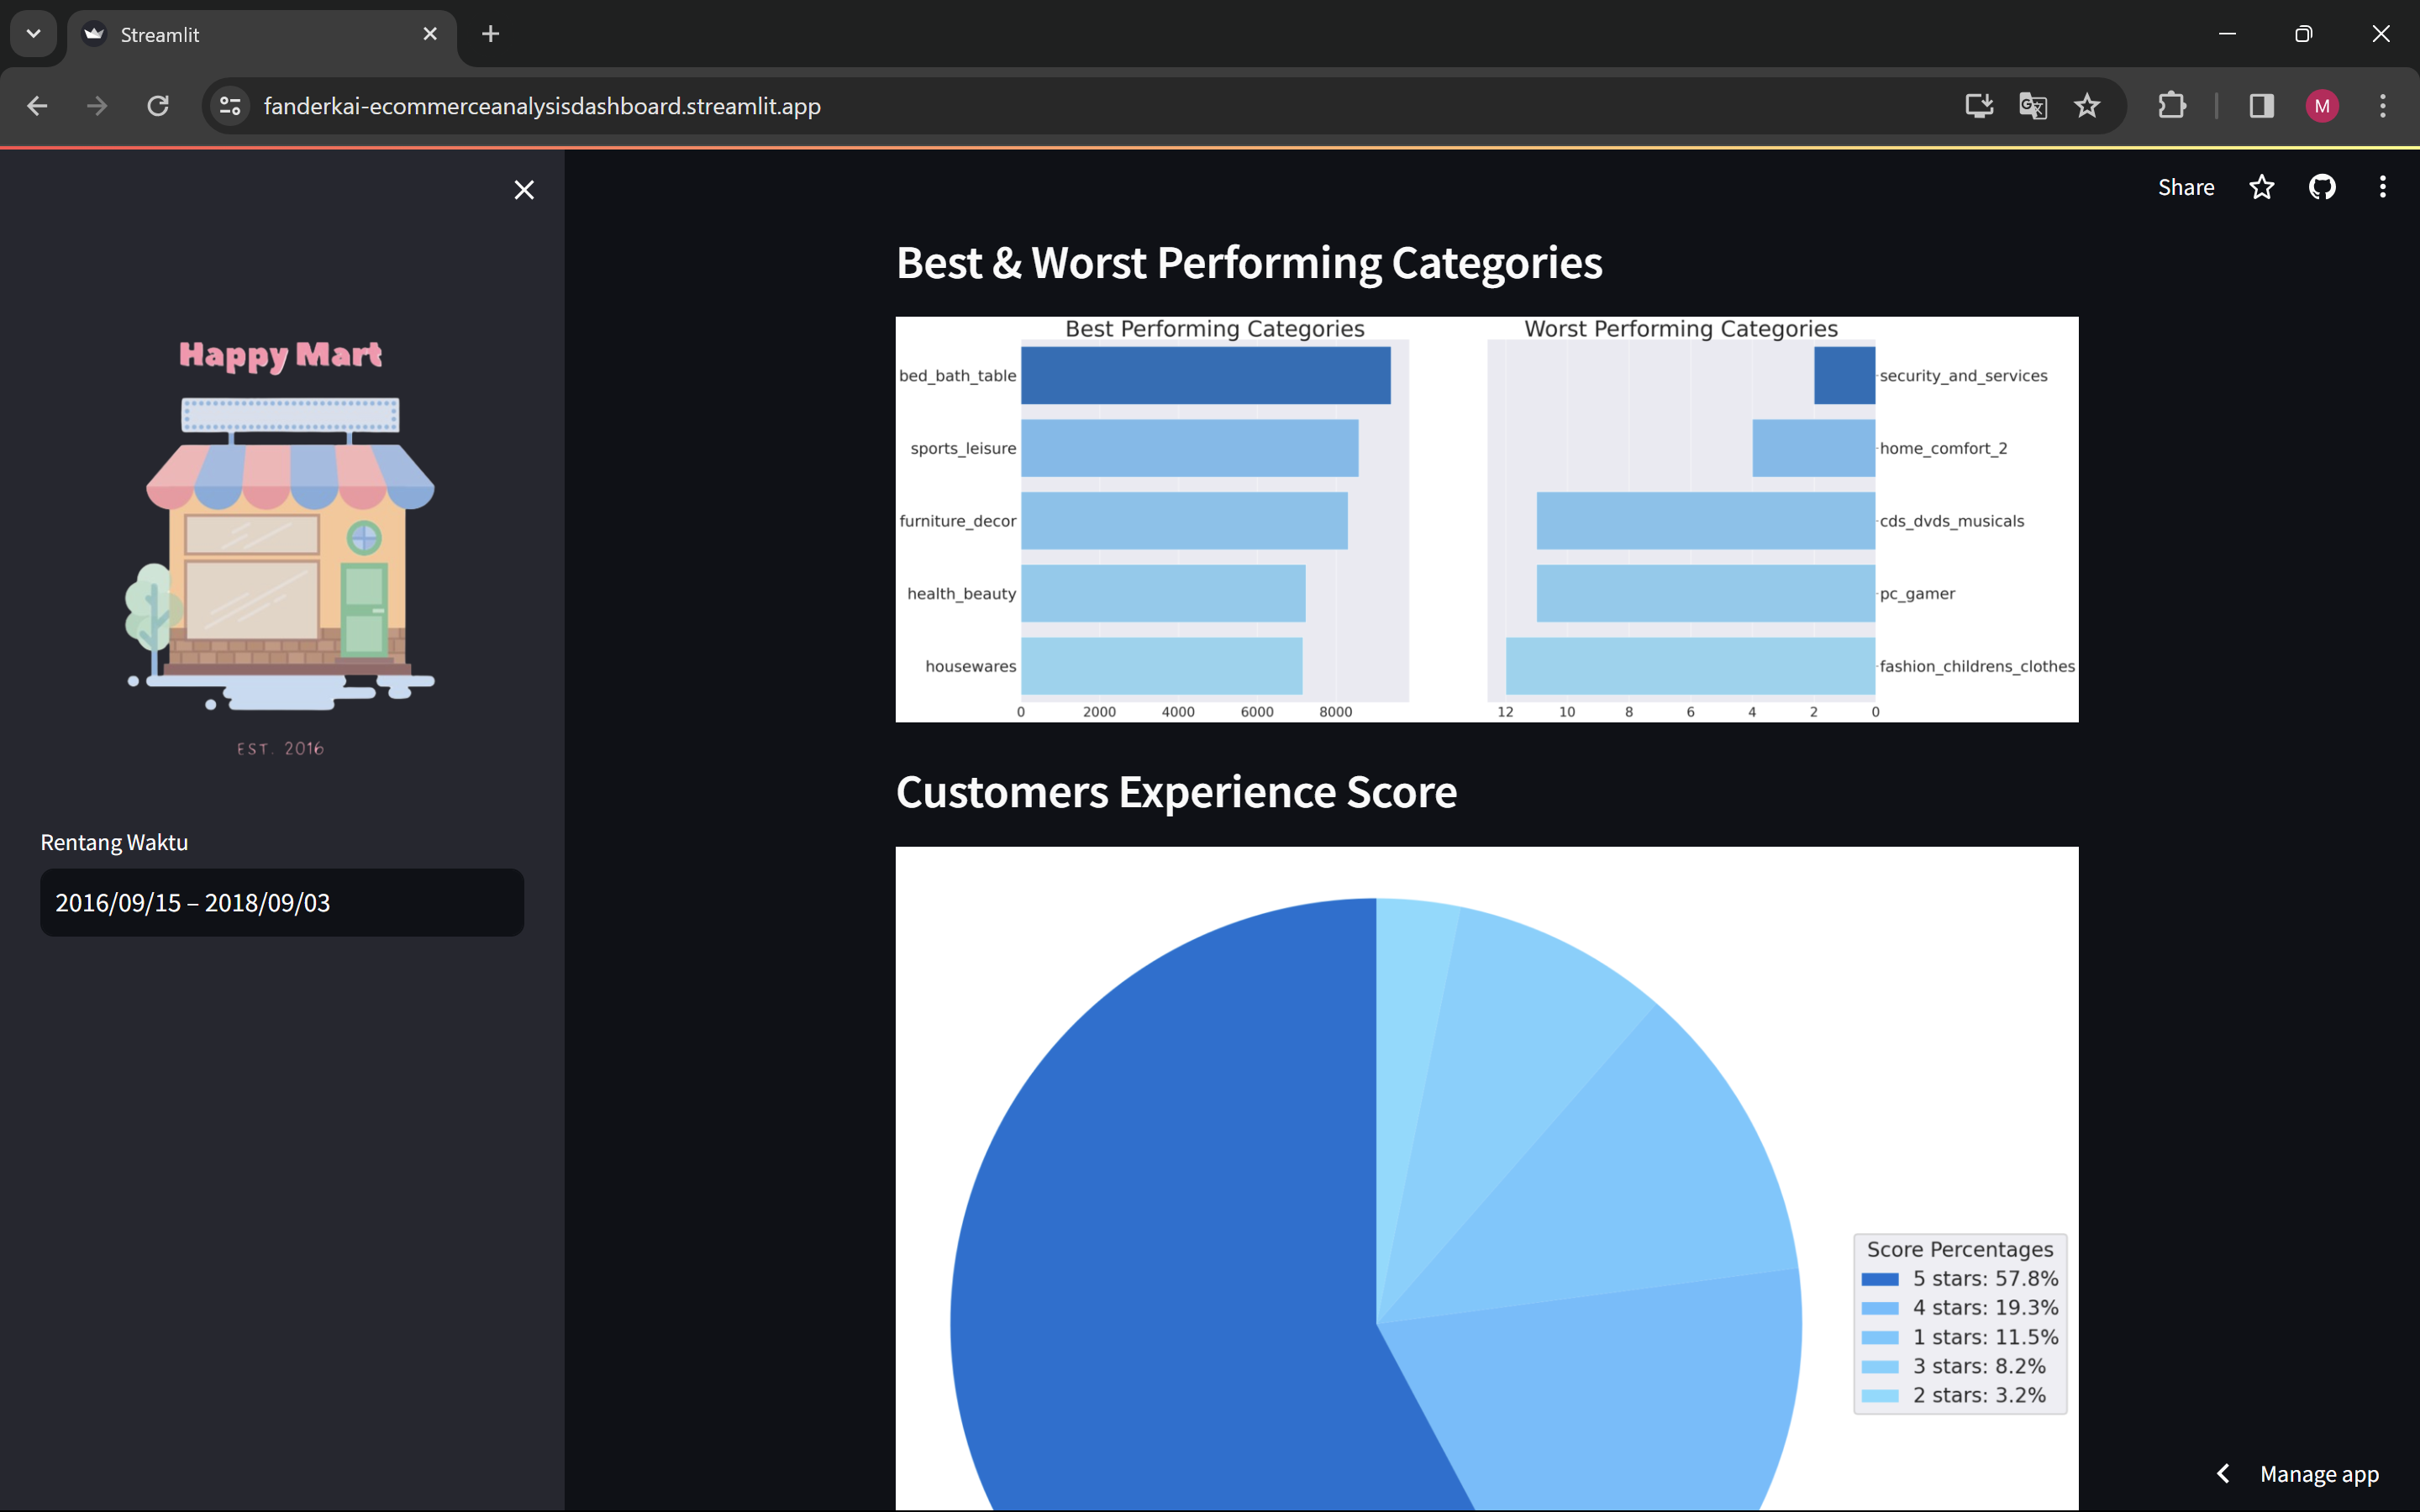 Streamlit
fanderkai-ecommerceanalysisdashboard.streamlit.app
M
Share
Happy Mart
EST. 2016
Rentang Waktu
2016/09/15 – 2018/09/03
Best & Worst Performing Categories
Best Performing Categories
bed_bath_table
sports_leisure
furniture_decor
health_beauty
housewares
0 2000 4000 6000 8000
Worst Performing Categories
security_and_services
home_comfort_2
cds_dvds_musicals
pc_gamer
fashion_childrens_clothes
12 10 8 6 4 2 0
Customers Experience Score
Score Percentages
5 stars: 57.8%
4 stars: 19.3%
1 stars: 11.5%
3 stars: 8.2%
2 stars: 3.2%
Manage app